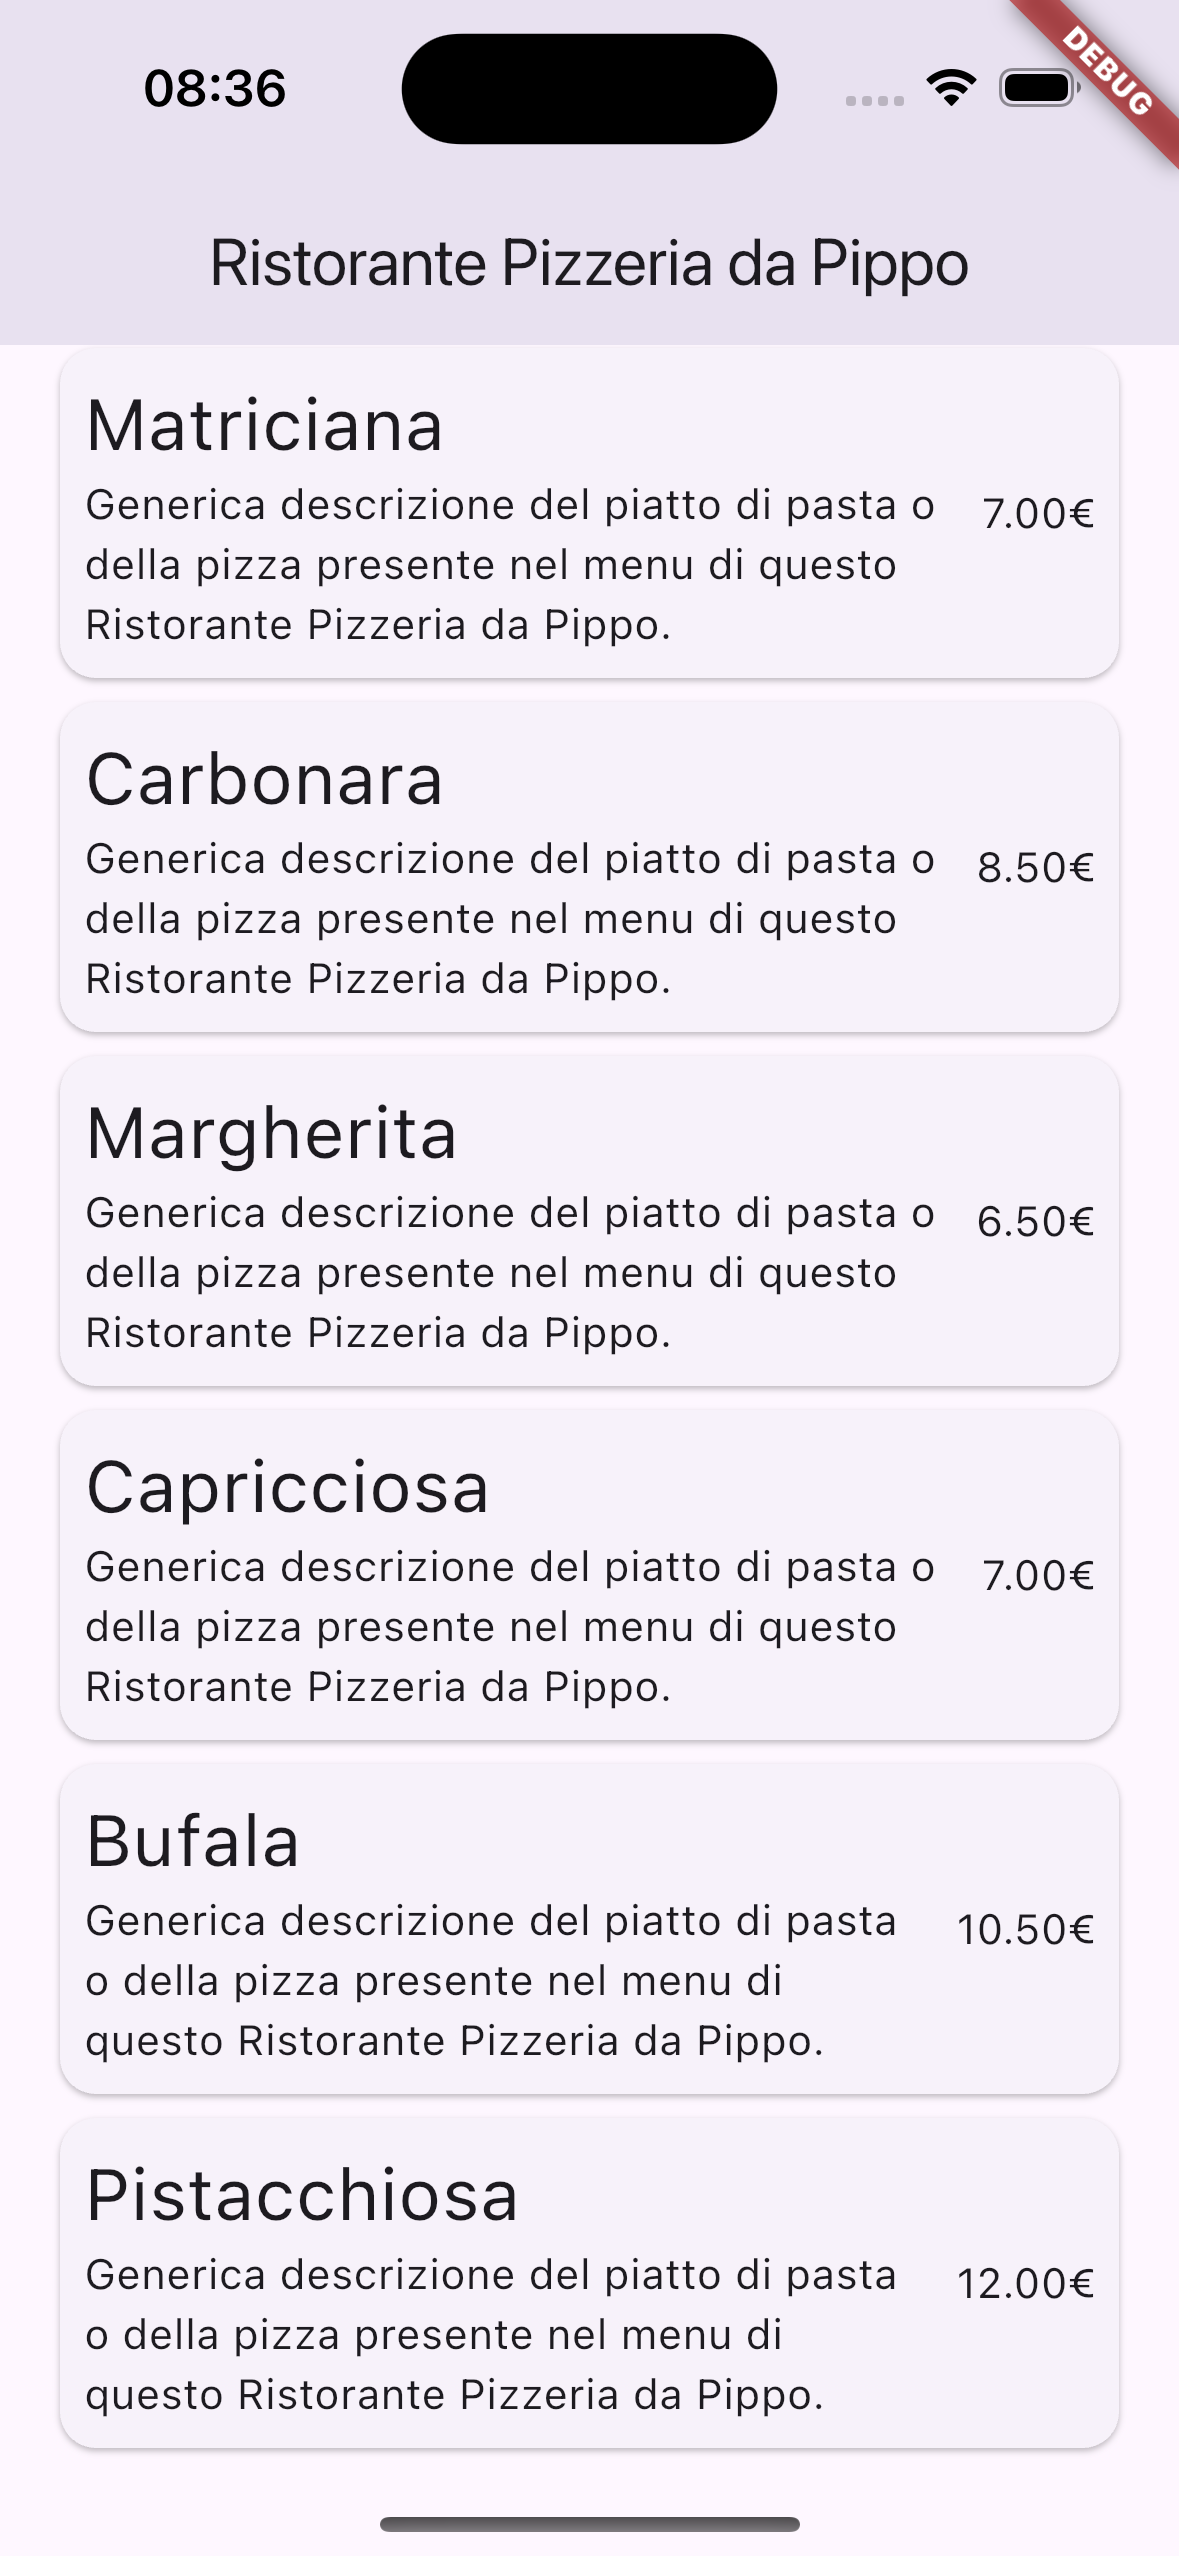 08:36
DEBUG
Ristorante Pizzeria da Pippo
Matriciana
Generica descrizione del piatto di pasta o
della pizza presente nel menu di questo
Ristorante Pizzeria da Pippo.
7.00€
Carbonara
Generica descrizione del piatto di pasta o
della pizza presente nel menu di questo
Ristorante Pizzeria da Pippo.
8.50€
Margherita
Generica descrizione del piatto di pasta o
della pizza presente nel menu di questo
Ristorante Pizzeria da Pippo.
6.50€
Capricciosa
Generica descrizione del piatto di pasta o
della pizza presente nel menu di questo
Ristorante Pizzeria da Pippo.
7.00€
Bufala
Generica descrizione del piatto di pasta
o della pizza presente nel menu di
questo Ristorante Pizzeria da Pippo.
10.50€
Pistacchiosa
Generica descrizione del piatto di pasta
o della pizza presente nel menu di
questo Ristorante Pizzeria da Pippo.
12.00€